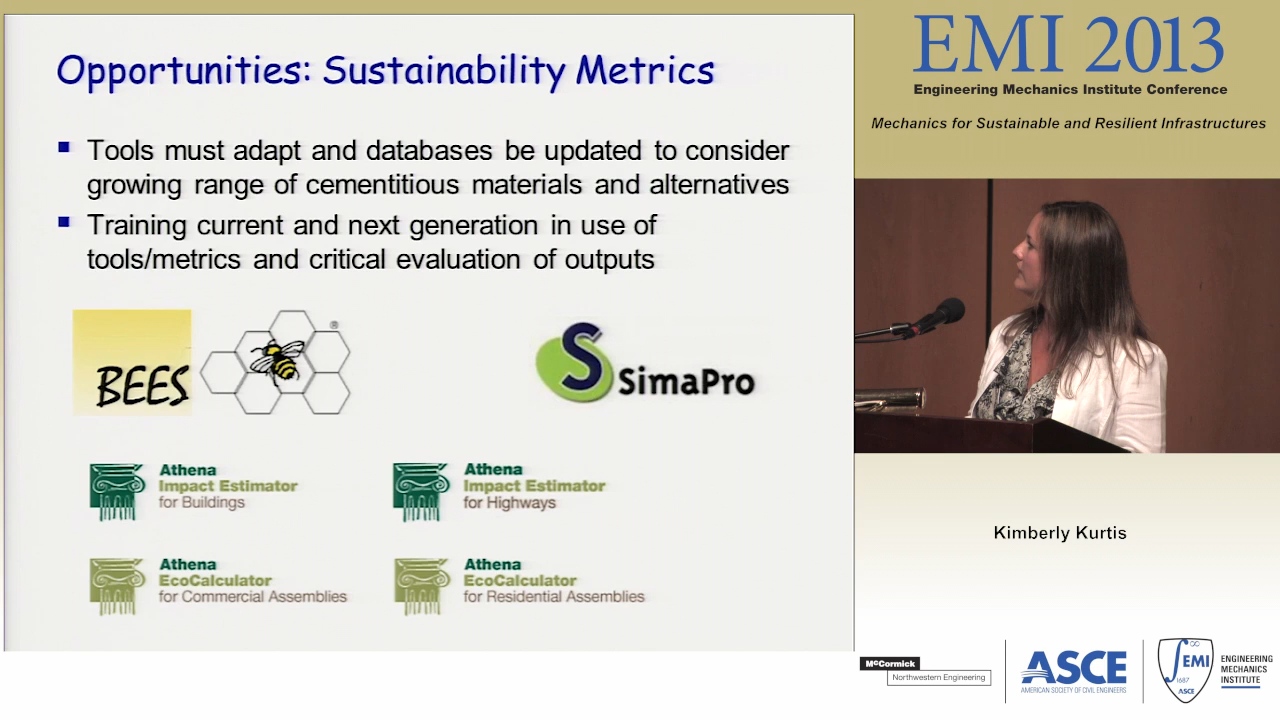 Opportunities: Sustainability Metrics
Tools must adapt and databases be updated to consider
growing range of cementitious materials and alternatives
Training current and next generation in use of
tools/metrics and critical evaluation of outputs
BEES
®
SimaPro
Athena
Impact Estimator
for Buildings
Athena
Impact Estimator
for Highways
Athena
EcoCalculator
for Commercial Assemblies
Athena
EcoCalculator
for Residential Assemblies
EMI 2013
Engineering Mechanics Institute Conference
Mechanics for Sustainable and Resilient Infrastructures
Kimberly Kurtis
McCormick
Northwestern Engineering
ASCE
AMERICAN SOCIETY OF CIVIL ENGINEERS
EMI
1687
ASCE
ENGINEERING
MECHANICS
INSTITUTE